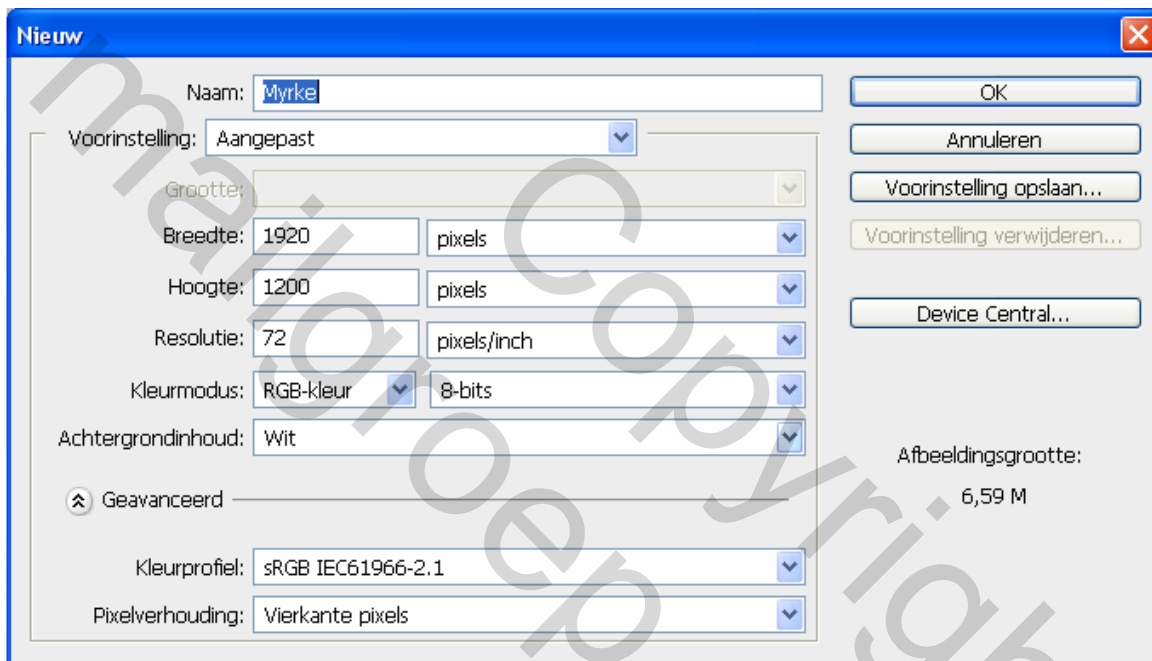 Nieuw
Naam: Myrke
Voorinstelling: Aangepast
Grootte:
Breedte: 1920 pixels
Hoogte: 1200 pixels
Resolutie: 72 pixels/inch
Kleurmodus: RGB-kleur 8-bits
Achtergrondinhoud: Wit
Geavanceerd
Kleurprofiel: sRGB IEC61966-2.1
Pixelverhouding: Vierkante pixels
OK
Annuleren
Voorinstelling opslaan...
Voorinstelling verwijderen...
Device Central...
Afbeeldingsgrootte:
6,59 M
mailgroep
Copyrigh